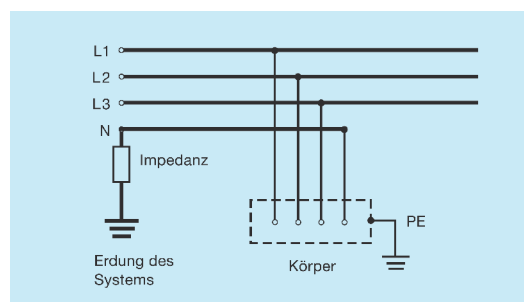 L1
L2
L3
N
Impedanz
PE
Erdung des
Systems
Körper